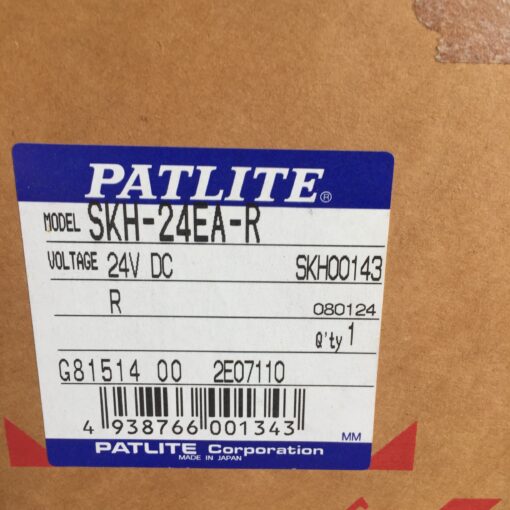 PATLITE®
MODEL SKH-24EA-R
VOLTAGE 24V DC SKH00143
R 080124
Q'ty 1
G81514 00 2E07110
4 938766 001343
MM
PATLITE Corporation
MADE IN JAPAN